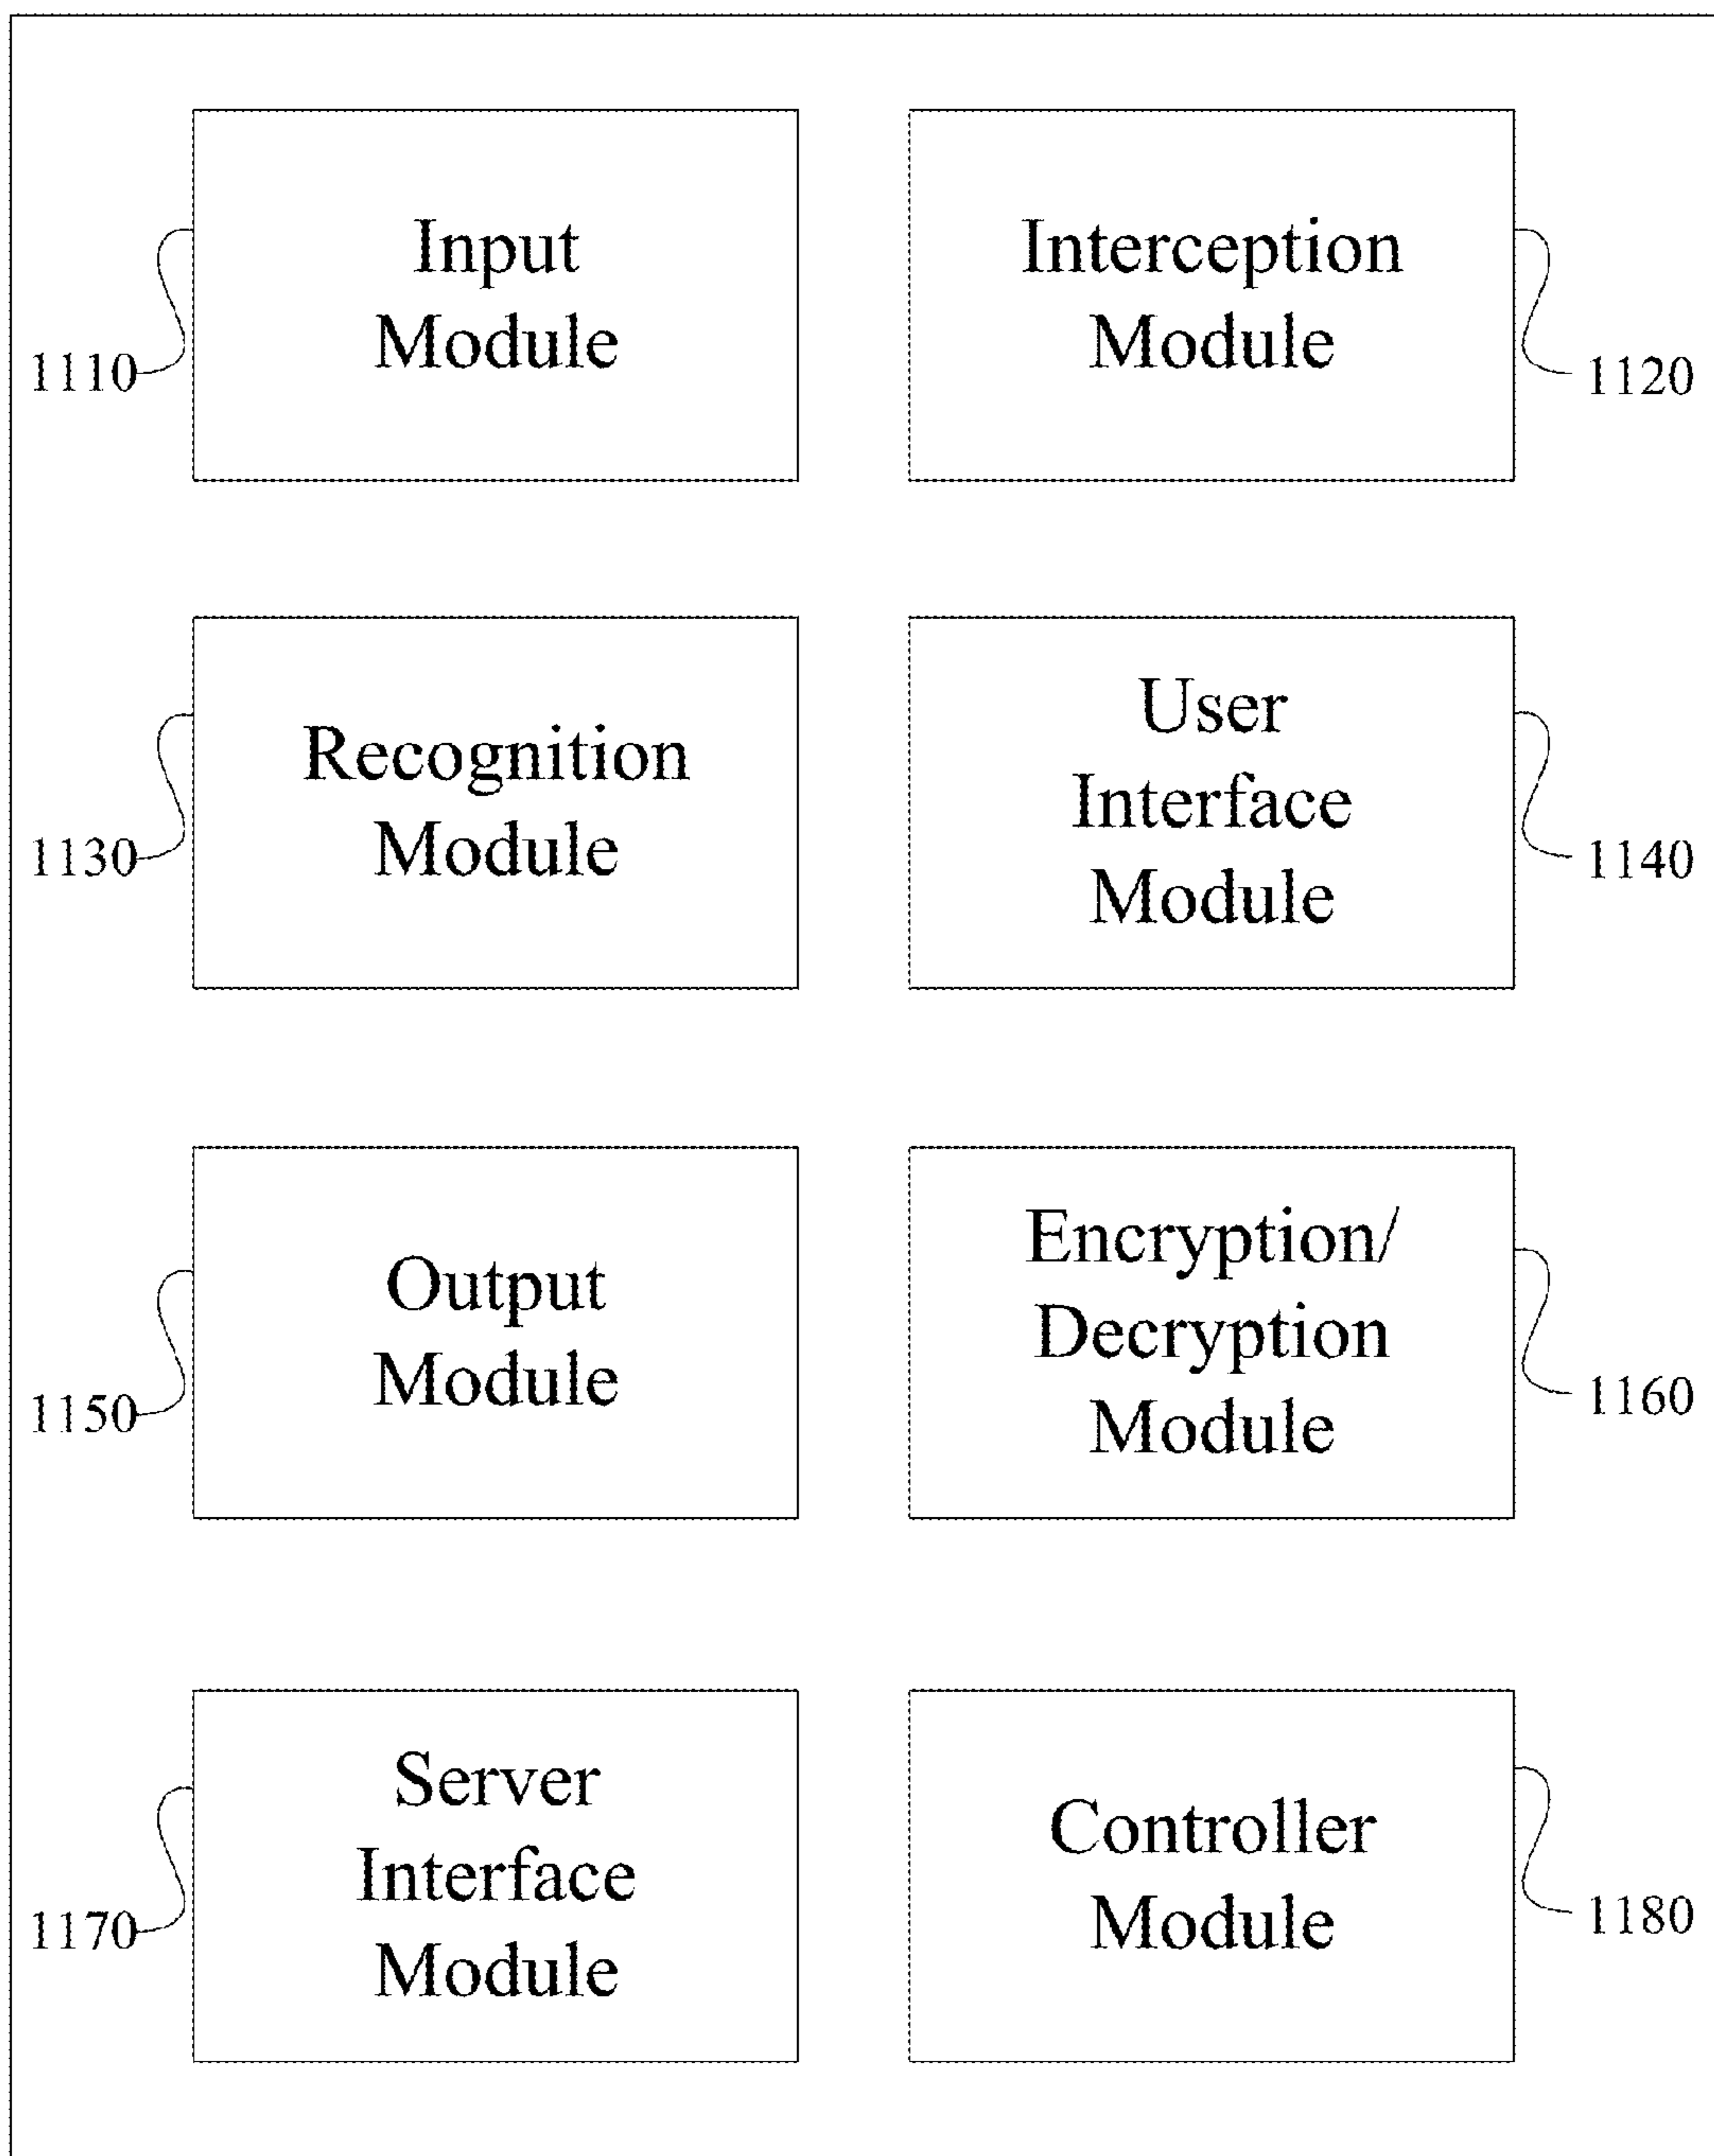 Input
Module
1110
Interception
Module
1120
Recognition
Module
1130
User
Interface
Module
1140
Output
Module
1150
Encryption/
Decryption
Module
1160
Server
Interface
Module
1170
Controller
Module
1180